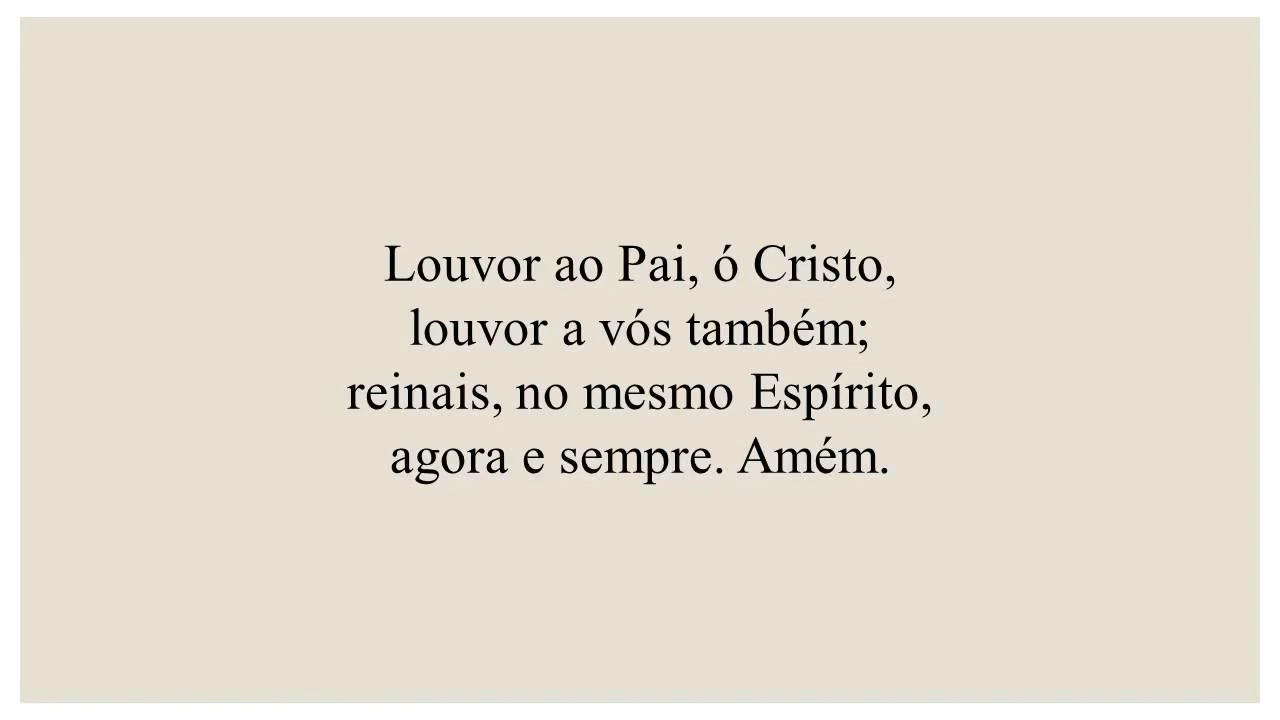 Louvor ao Pai, ó Cristo,
louvor a vós também;
reinais, no mesmo Espírito,
agora e sempre. Amém.